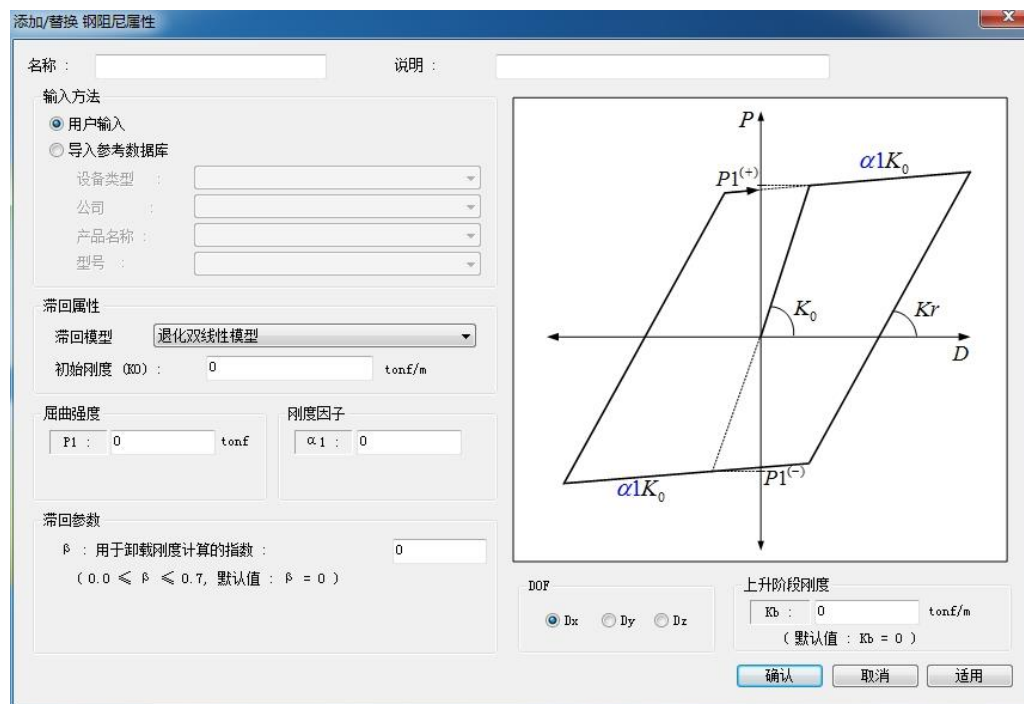 添加/替换 钢阻尼属性
名称 :
说明 :
输入方法
用户输入
导入参考数据库
设备类型 :
公司 :
产品名称 :
型号 :
滞回属性
滞回模型 退化双线性模型
初始刚度 (K0) : 0 tonf/m
屈曲强度
P1 : 0 tonf
刚度因子
α1 : 0
滞回参数
β : 用于卸载刚度计算的指数 : 0
( 0.0 ≤ β ≤ 0.7, 默认值 : β = 0 )
P
α1K₀
P1⁽⁺⁾
K₀
Kr
D
P1⁽⁻⁾
α1K₀
DOF
Dx Dy Dz
上升阶段刚度
Kb : 0 tonf/m
( 默认值 : Kb = 0 )
确认 取消 适用